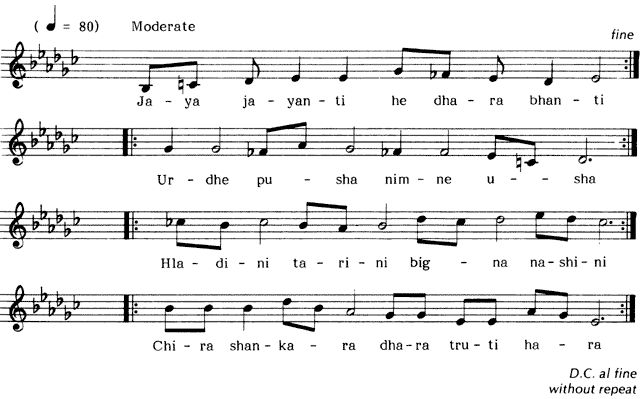 ( ♩ = 80) Moderate
fine
Ja - ya ja - yan - ti he dha - ra bhan - ti
Ur - dhe pu - sha nim - ne u - sha
Hla - di - ni ta - ri - ni big - na na - shi - ni
Chi - ra shan - ka - ra dha - ra tru - ti ha - ra
D.C. al fine
without repeat